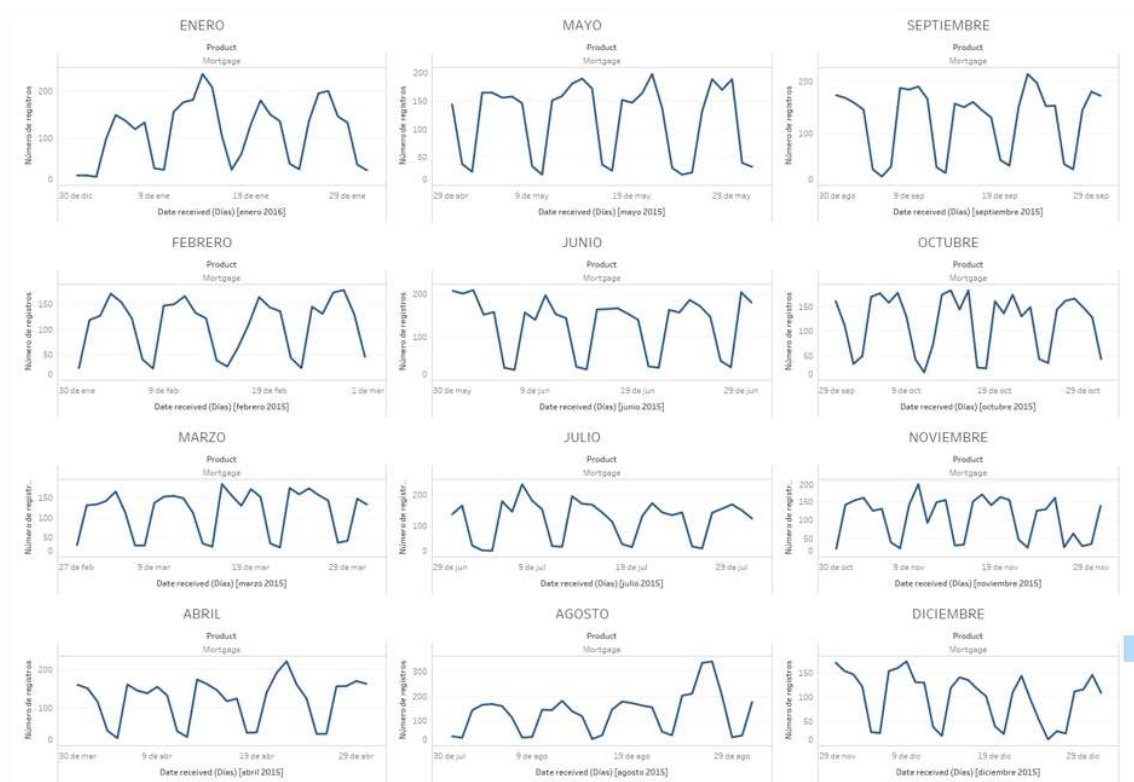 ENERO
Product
Mortgage
Número de registros
200
100
0
30 de dic
9 de ene
19 de ene
29 de ene
Date received (Días) [enero 2016]
MAYO
Product
Mortgage
Número de registros
200
150
100
50
0
29 de abr
9 de may
19 de may
29 de may
Date received (Días) [mayo 2015]
SEPTIEMBRE
Product
Mortgage
Número de registros
200
100
0
30 de ago
9 de sep
19 de sep
29 de sep
Date received (Días) [septiembre 2015]
FEBRERO
Product
Mortgage
Número de registros
150
100
50
0
30 de ene
9 de feb
19 de feb
1 de mar
Date received (Días) [febrero 2015]
JUNIO
Product
Mortgage
Número de registros
200
100
0
30 de may
9 de jun
19 de jun
29 de jun
Date received (Días) [junio 2015]
OCTUBRE
Product
Mortgage
Número de registros
150
100
50
0
29 de sep
9 de oct
19 de oct
29 de oct
Date received (Días) [octubre 2015]
MARZO
Product
Mortgage
Número de registr..
150
100
50
0
27 de feb
9 de mar
19 de mar
29 de mar
Date received (Días) [marzo 2015]
JULIO
Product
Mortgage
Número de registr..
200
100
0
29 de jun
9 de jul
19 de jul
29 de jul
Date received (Días) [julio 2015]
NOVIEMBRE
Product
Mortgage
Número de registr..
200
150
100
50
0
30 de oct
9 de nov
19 de nov
29 de nov
Date received (Días) [noviembre 2015]
ABRIL
Product
Mortgage
Número de registros
200
100
0
30 de mar
9 de abr
19 de abr
29 de abr
Date received (Días) [abril 2015]
AGOSTO
Product
Mortgage
Número de registros
300
200
100
0
30 de jul
9 de ago
19 de ago
29 de ago
Date received (Días) [agosto 2015]
DICIEMBRE
Product
Mortgage
Número de registros
150
100
50
0
29 de nov
9 de dic
19 de dic
29 de dic
Date received (Días) [diciembre 2015]